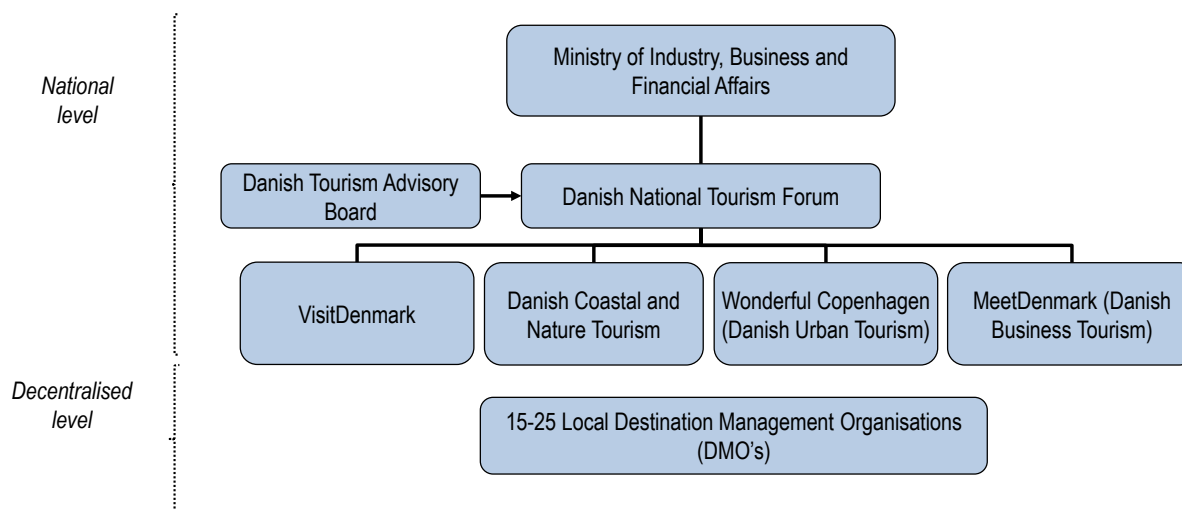 National
level
Ministry of Industry, Business and
Financial Affairs
Danish Tourism Advisory
Board
Danish National Tourism Forum
VisitDenmark
Danish Coastal and
Nature Tourism
Wonderful Copenhagen
(Danish Urban Tourism)
MeetDenmark (Danish
Business Tourism)
Decentralised
level
15-25 Local Destination Management Organisations
(DMO’s)